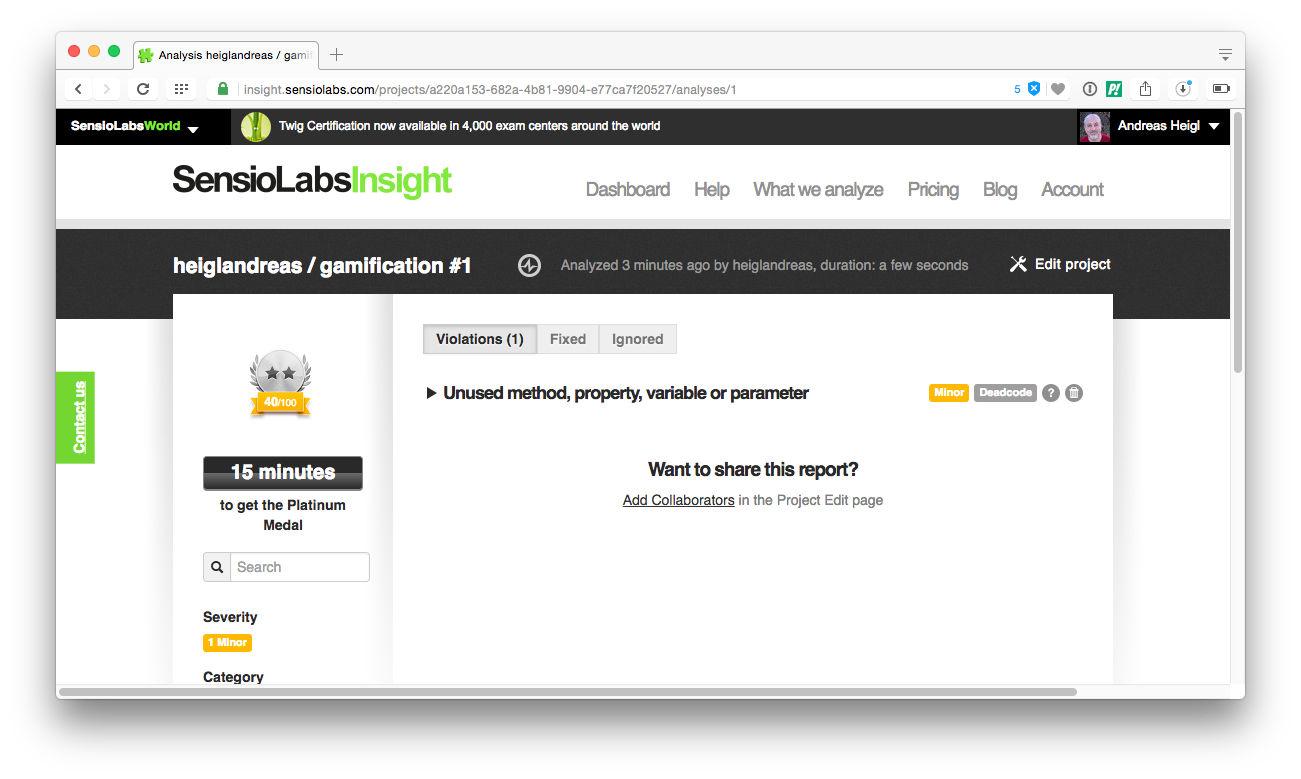 Analysis heiglandreas / gamif
insight.sensiolabs.com/projects/a220a153-682a-4b81-9904-e77ca7f20527/analyses/1
5
SensioLabsWorld
Twig Certification now available in 4,000 exam centers around the world
Andreas Heigl
SensioLabsInsight
Dashboard Help What we analyze Pricing Blog Account
heiglandreas / gamification #1
Analyzed 3 minutes ago by heiglandreas, duration: a few seconds
Edit project
Contact us
40/100
15 minutes
to get the Platinum
Medal
Search
Severity
1 Minor
Category
Violations (1) Fixed Ignored
Unused method, property, variable or parameter
Minor Deadcode ?
Want to share this report?
Add Collaborators in the Project Edit page